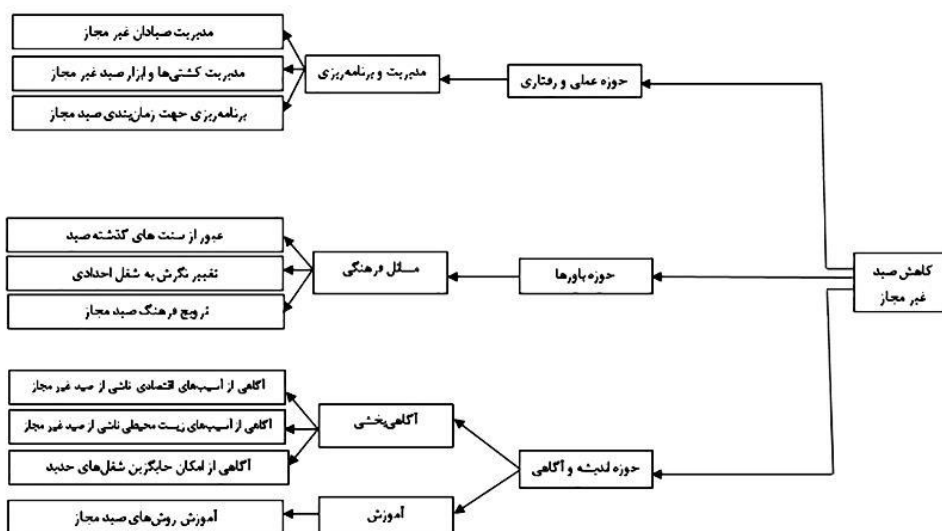 کاهش صید
غیر مجاز
حوزه عملی و رفتاری
مدیریت و برنامه‌ریزی
مدیریت صیادان غیر مجاز
مدیریت کشتی‌ها و ابزار صید غیر مجاز
برنامه‌ریزی جهت زمان‌بندی صید مجاز
حوزه باورها
مسائل فرهنگی
عبور از سنت های گذشته صید
تغییر نگرش به شغل اجدادی
ترویج فرهنگ صید مجاز
حوزه اندیشه و آگاهی
آگاهی‌بخشی
آگاهی از آسیب‌های اقتصادی ناشی از صید غیر مجاز
آگاهی از آسیب‌های زیست محیطی ناشی از صید غیر مجاز
آگاهی از امکان جایگزین شغل‌های جدید
آموزش
آموزش روش‌های صید مجاز